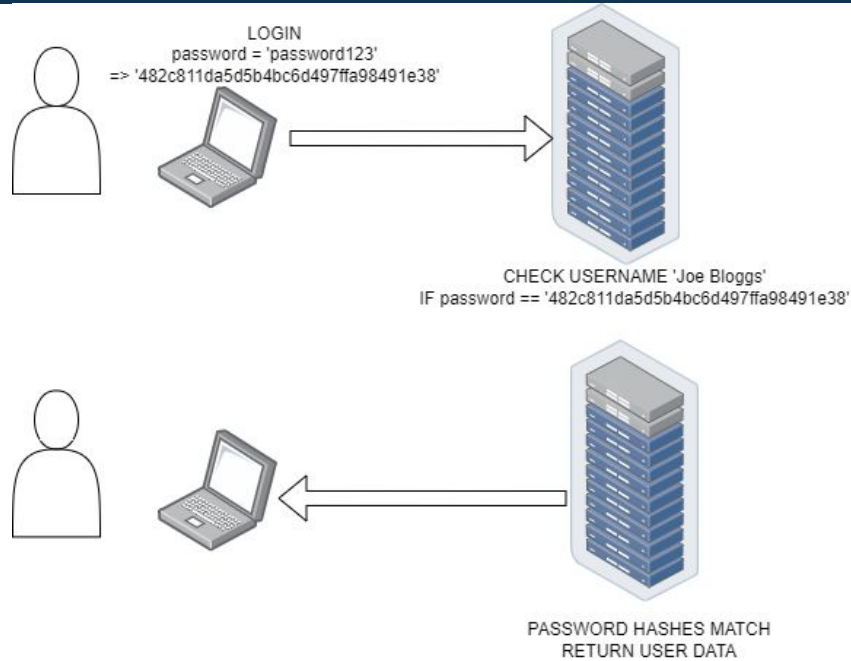 LOGIN
password = 'password123'
=> '482c811da5d5b4bc6d497ffa98491e38'
CHECK USERNAME 'Joe Bloggs'
IF password == '482c811da5d5b4bc6d497ffa98491e38'
PASSWORD HASHES MATCH
RETURN USER DATA